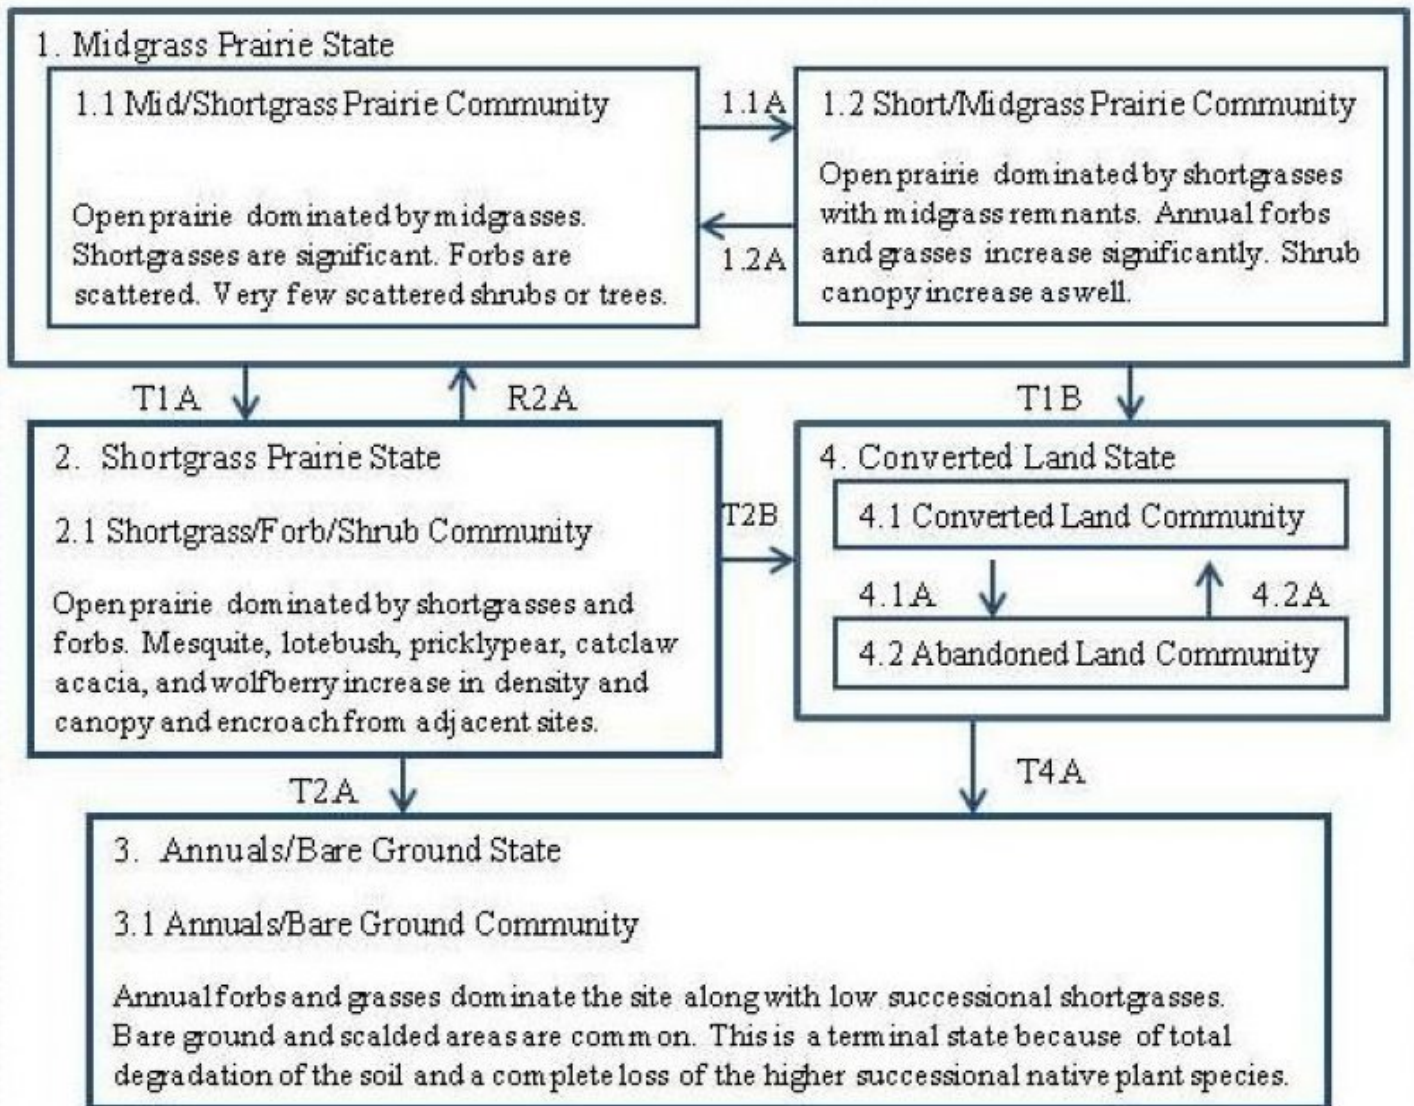 1. Midgrass Prairie State
1.1 Mid/Shortgrass Prairie Community
Open prairie dominated by midgrasses.
Shortgrasses are significant. Forbs are
scattered. Very few scattered shrubs or trees.
1.1A
1.2A
1.2 Short/Midgrass Prairie Community
Open prairie dominated by shortgrasses
with midgrass remnants. Annual forbs
and grasses increase significantly. Shrub
canopy increase as well.
T1A
R2A
T1B
2. Shortgrass Prairie State
2.1 Shortgrass/Forb/Shrub Community
Open prairie dominated by shortgrasses and
forbs. Mesquite, lotebush, pricklypear, catclaw
acacia, and wolfberry increase in density and
canopy and encroach from adjacent sites.
T2B
4. Converted Land State
4.1 Converted Land Community
4.1A
4.2A
4.2 Abandoned Land Community
T2A
T4A
3. Annuals/Bare Ground State
3.1 Annuals/Bare Ground Community
Annual forbs and grasses dominate the site along with low successional shortgrasses.
Bare ground and scalded areas are common. This is a terminal state because of total
degradation of the soil and a complete loss of the higher successional native plant species.